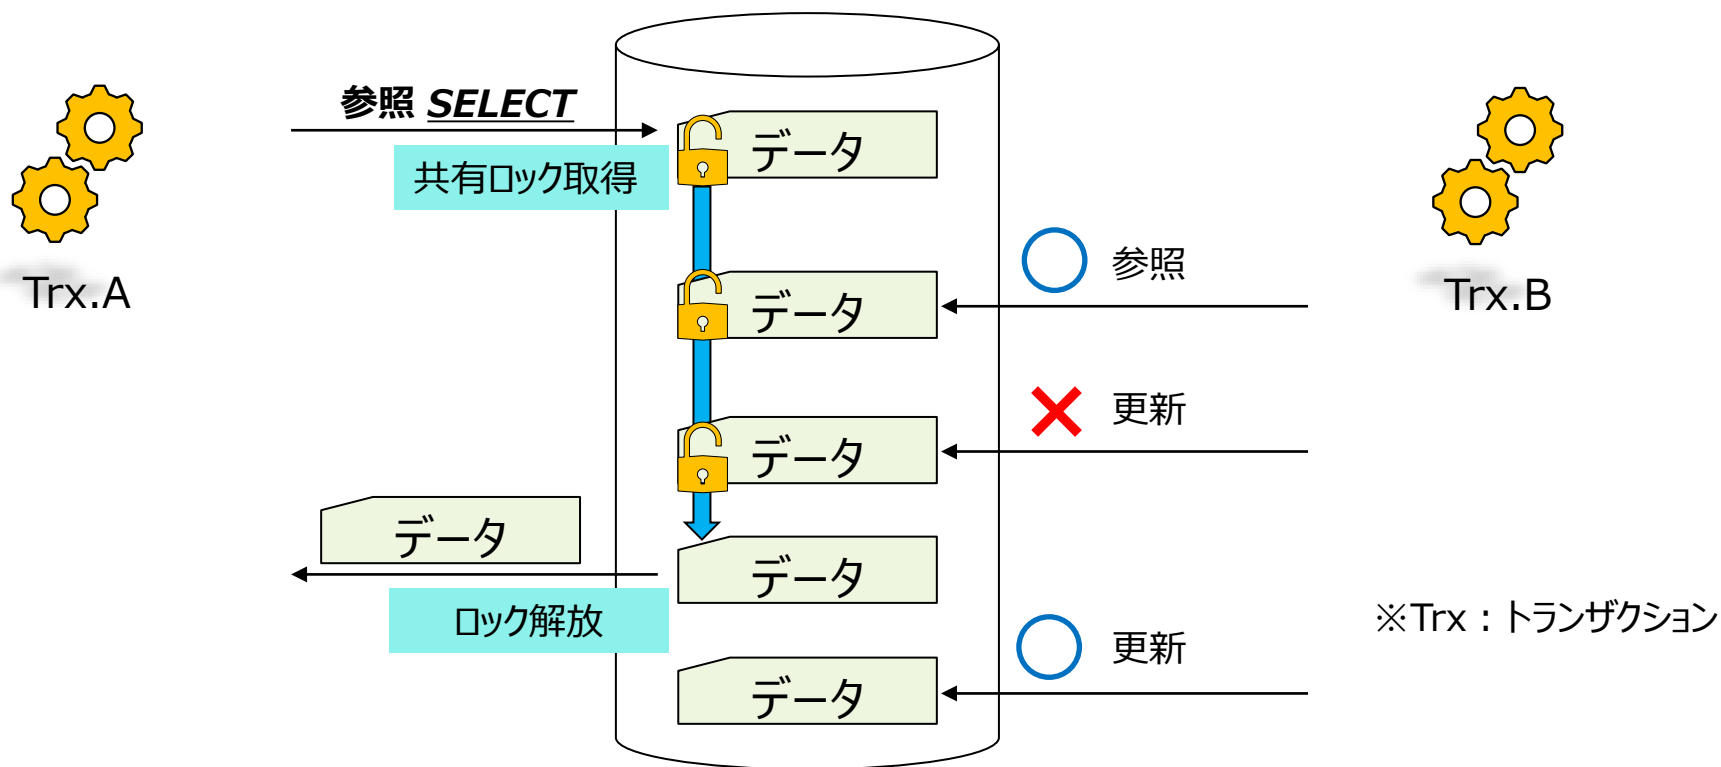 参照 SELECT
データ
共有ロック取得
参照
Trx.A
データ
Trx.B
更新
データ
データ
データ
ロック解放
※Trx：トランザクション
更新
データ